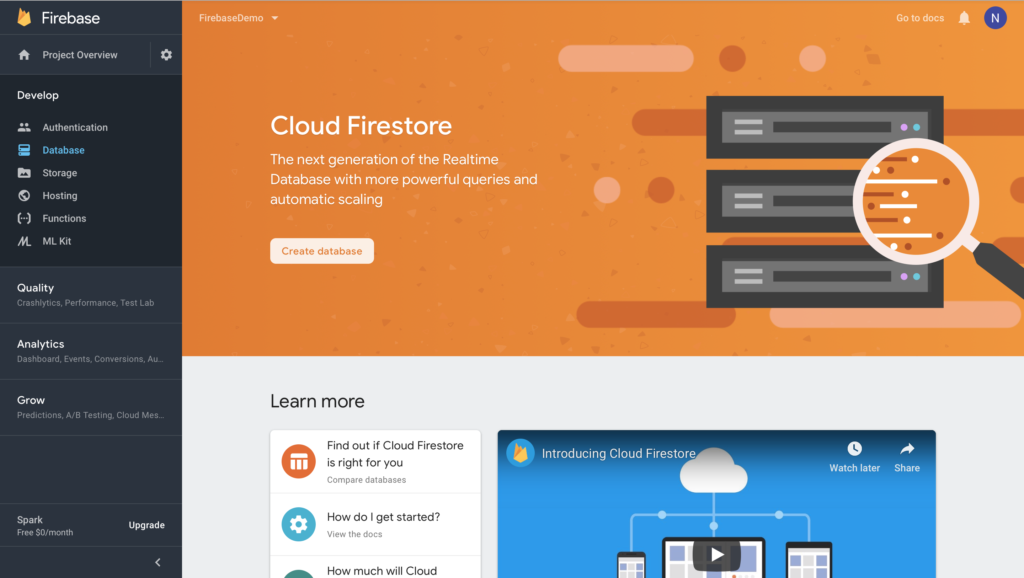 Firebase
FirebaseDemo
Go to docs
N
Project Overview
Develop
Authentication
Database
Storage
Hosting
Functions
ML Kit
Quality
Crashlytics, Performance, Test Lab
Analytics
Dashboard, Events, Conversions, Au...
Grow
Predictions, A/B Testing, Cloud Mes...
Spark
Free $0/month
Upgrade
Cloud Firestore
The next generation of the Realtime
Database with more powerful queries and
automatic scaling
Create database
Learn more
Find out if Cloud Firestore
is right for you
Compare databases
How do I get started?
View the docs
How much will Cloud
Introducing Cloud Firestore
Watch later
Share